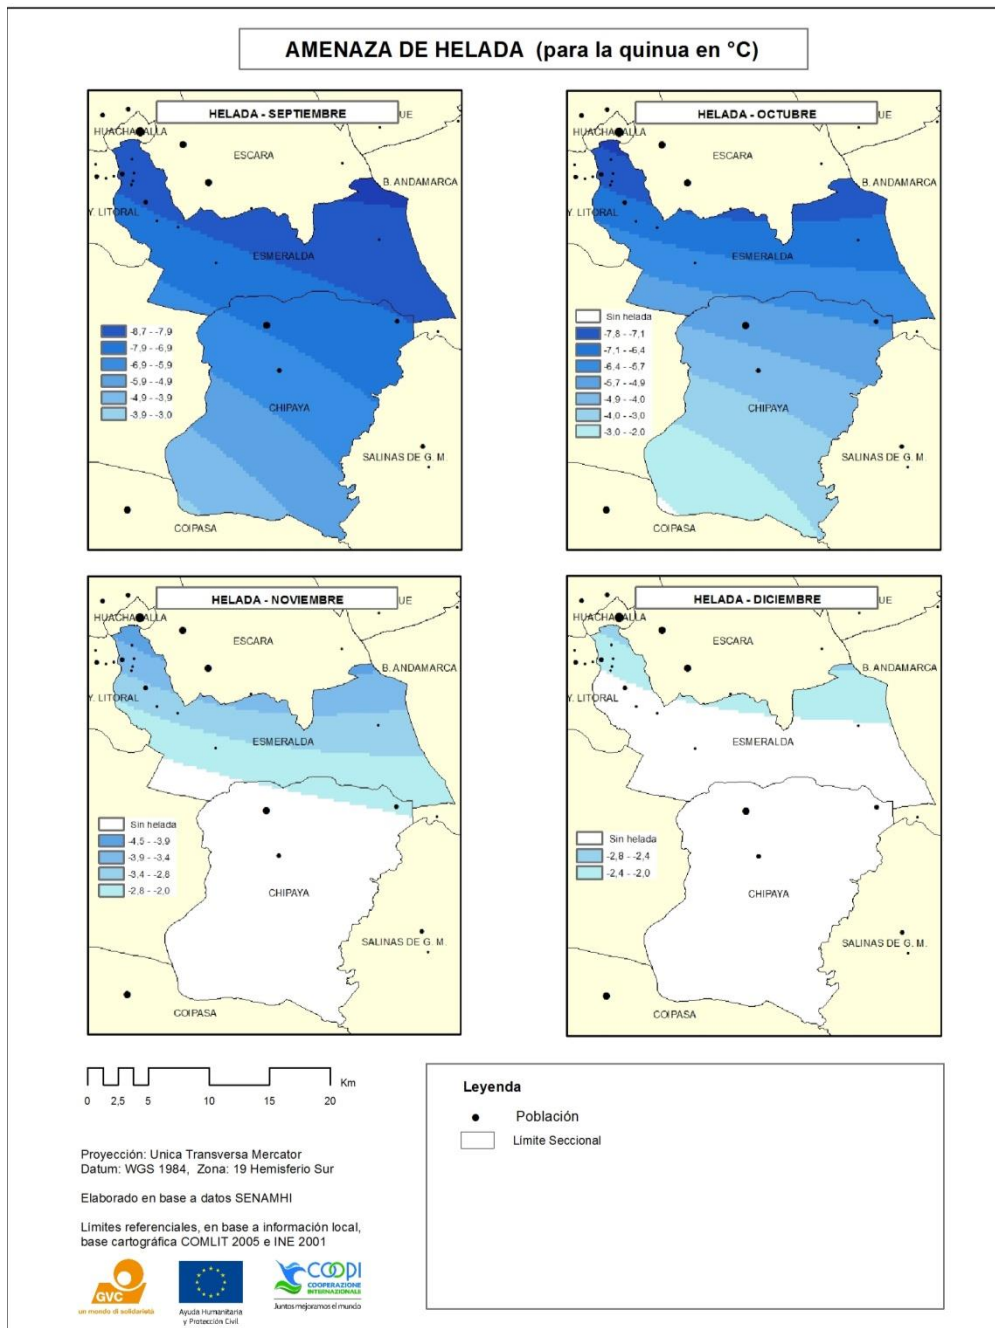 AMENAZA DE HELADA (para la quinua en °C)
HELADA - SEPTIEMBRE
UE
HUACHACALLA
ESCARA
B. ANDAMARCA
Y. LITORAL
ESMERALDA
-8,7 - -7,9
-7,9 - -6,9
-6,9 - -5,9
-5,9 - -4,9
-4,9 - -3,9
-3,9 - -3,0
CHIPAYA
SALINAS DE G. M.
COIPASA
HELADA - OCTUBRE
UE
HUACHACALLA
ESCARA
B. ANDAMARCA
Y. LITORAL
ESMERALDA
Sin helada
-7,8 - -7,1
-7,1 - -6,4
-6,4 - -5,7
-5,7 - -4,9
-4,9 - -4,0
-4,0 - -3,0
-3,0 - -2,0
CHIPAYA
SALINAS DE G. M.
COIPASA
HELADA - NOVIEMBRE
UE
HUACHACALLA
ESCARA
B. ANDAMARCA
Y. LITORAL
ESMERALDA
Sin helada
-4,5 - -3,9
-3,9 - -3,4
-3,4 - -2,8
-2,8 - -2,0
CHIPAYA
SALINAS DE G. M.
COIPASA
HELADA - DICIEMBRE
UE
HUACHACALLA
ESCARA
B. ANDAMARCA
Y. LITORAL
ESMERALDA
Sin helada
-2,8 - -2,4
-2,4 - -2,0
CHIPAYA
SALINAS DE G. M.
COIPASA
Km
0 2,5 5 10 15 20
Leyenda
Población
Límite Seccional
Proyección: Unica Transversa Mercator
Datum: WGS 1984, Zona: 19 Hemisferio Sur
Elaborado en base a datos SENAMHI
Límites referenciales, en base a información local,
base cartográfica COMLIT 2005 e INE 2001
GVC
un mondo di solidarietà
Ayuda Humanitaria
y Protección Civil
COOPI
COOPERAZIONE
INTERNAZIONALE
Juntos mejoramos el mundo